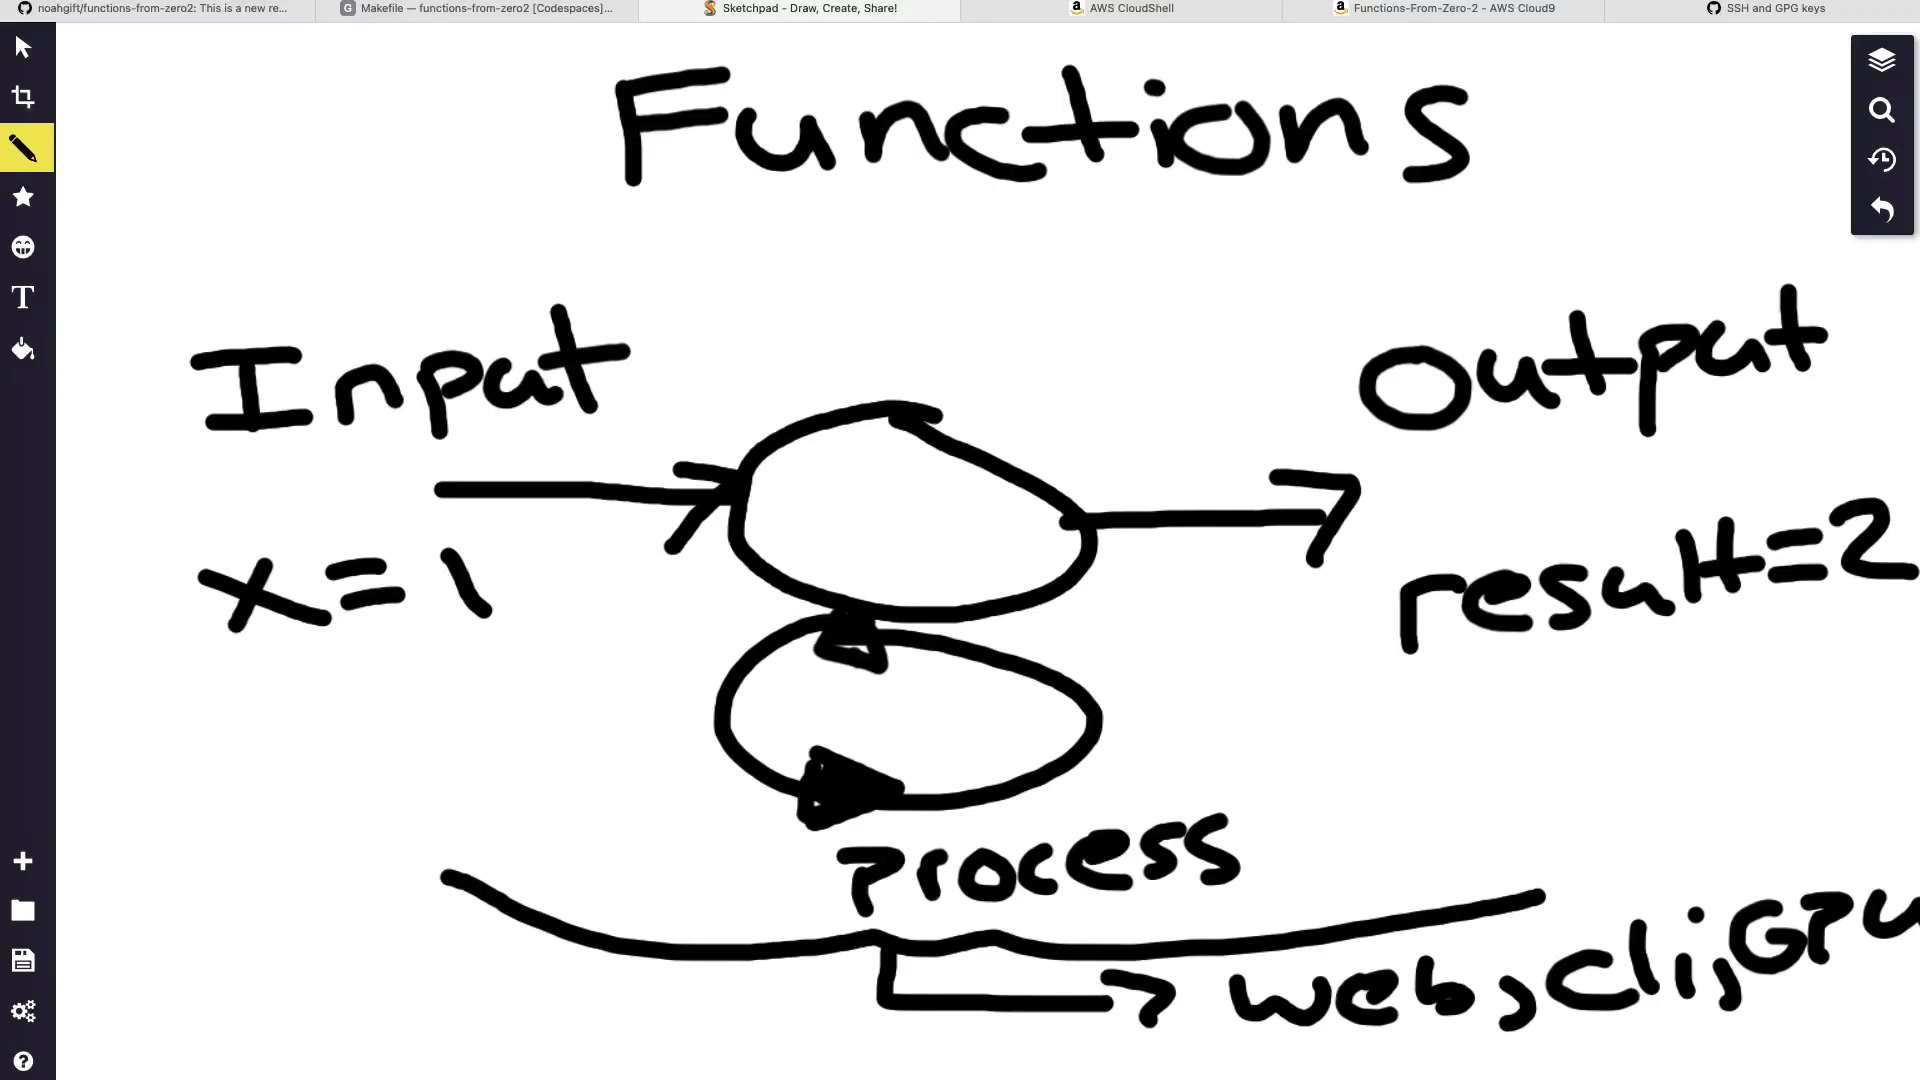 noahgift/functions-from-zero2: This is a new re...
Makefile — functions-from-zero2 [Codespaces]...
Sketchpad - Draw, Create, Share!
AWS CloudShell
Functions-From-Zero-2 - AWS Cloud9
SSH and GPG keys
Functions
Input
Output
x=1
result=2
process
web, cli, GPU